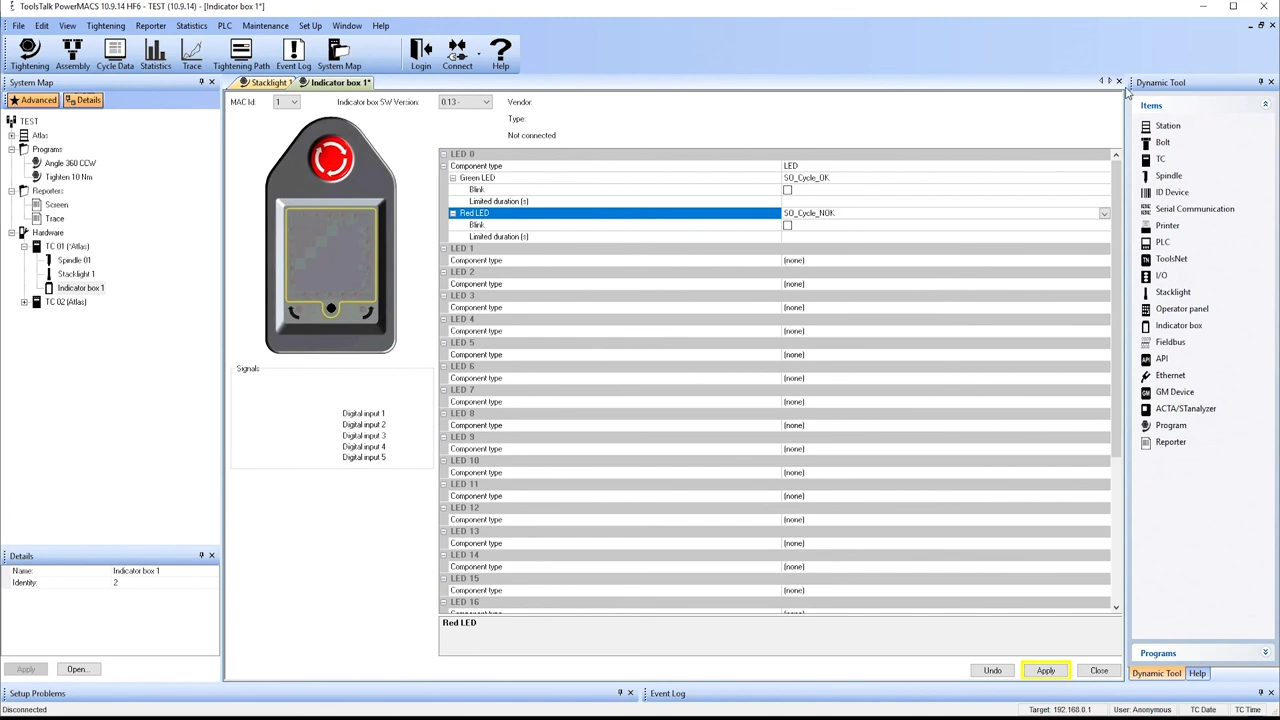 ToolsTalk PowerMACS 10.9.14 HF6 - TEST (10.9.14) - [Indicator box 1*]
File Edit View Tightening Reporter Statistics PLC Maintenance Set Up Window Help
Tightening Assembly Cycle Data Statistics Trace Tightening Path Event Log System Map Login Connect Help
System Map
Advanced Details
TEST
Atlas
Programs
Angle 360 CCW
Tighten 10 Nm
Reporters
Screen
Trace
Hardware
TC 01 (*Atlas)
Spindle 01
Stacklight 1
Indicator box 1
TC 02 (Atlas)
Details
Name: Indicator box 1
Identity: 2
Apply Open...
Stacklight 1 Indicator box 1*
MAC Id: 1 Indicator box SW Version: 0.13 - Vendor:
Type:
Not connected
Signals
Digital input 1
Digital input 2
Digital input 3
Digital input 4
Digital input 5
LED 0
Component type LED
Green LED SO_Cycle_OK
Blink
Limited duration (s)
Red LED SO_Cycle_NOK
Blink
Limited duration (s)
LED 1
Component type (none)
LED 2
Component type (none)
LED 3
Component type (none)
LED 4
Component type (none)
LED 5
Component type (none)
LED 6
Component type (none)
LED 7
Component type (none)
LED 8
Component type (none)
LED 9
Component type (none)
LED 10
Component type (none)
LED 11
Component type (none)
LED 12
Component type (none)
LED 13
Component type (none)
LED 14
Component type (none)
LED 15
Component type (none)
LED 16
Component type (none)
Red LED
Undo Apply Close
Dynamic Tool
Items
Station
Bolt
TC
Spindle
ID Device
Serial Communication
Printer
PLC
TN ToolsNet
I/O
Stacklight
Operator panel
Indicator box
Fieldbus
API
Ethernet
GM GM Device
ACTA/STanalyzer
Program
Reporter
Programs
Dynamic Tool Help
Setup Problems Event Log
Disconnected Target: 192.168.0.1 User: Anonymous TC Date TC Time